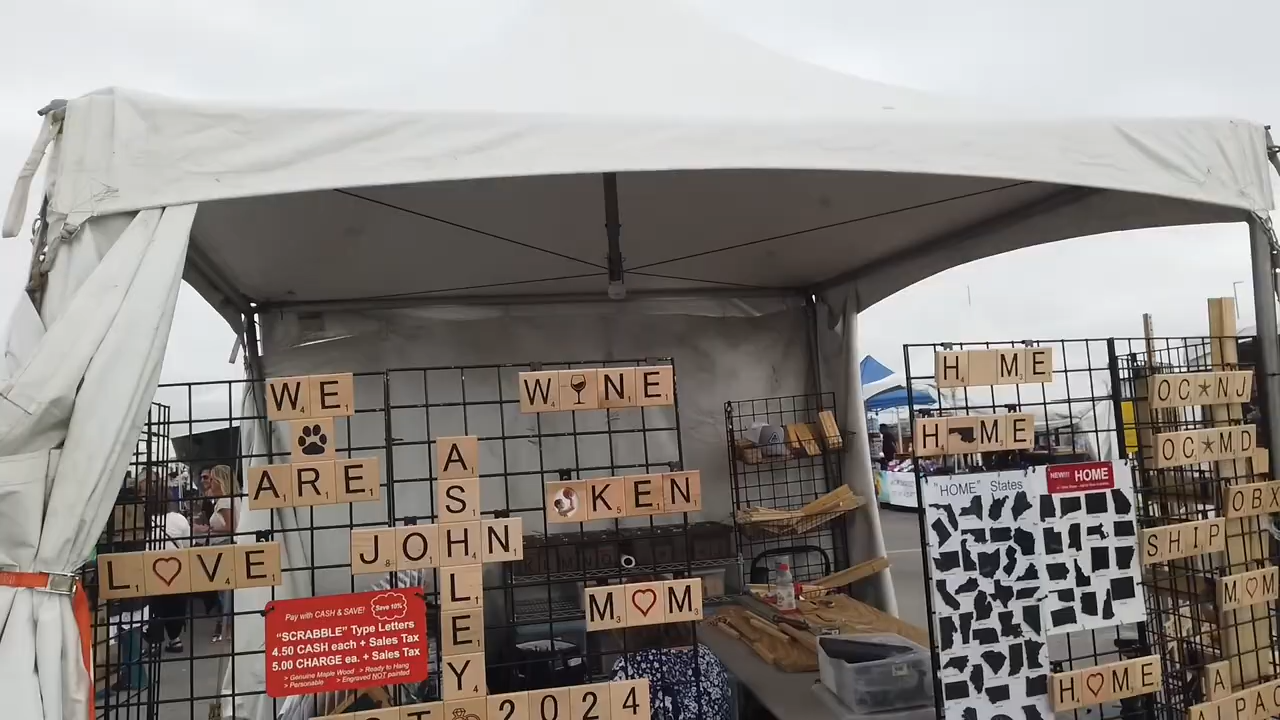 WE
ARE
LOVE
W NE
ASHLEY
JOHN
KEN
M M
Pay with CASH & SAVE!
Save 10%
"SCRABBLE" Type Letters
4.50 CASH each + Sales Tax
5.00 CHARGE ea. + Sales Tax
> Genuine Maple Wood
> Ready to Hang
> Personable
> Engraved NOT painted
2024
H ME
H ME
"HOME" States
NEW!!! HOME
H ME
OC★NJ
OC★MD
OBX
SHIP
M M
A